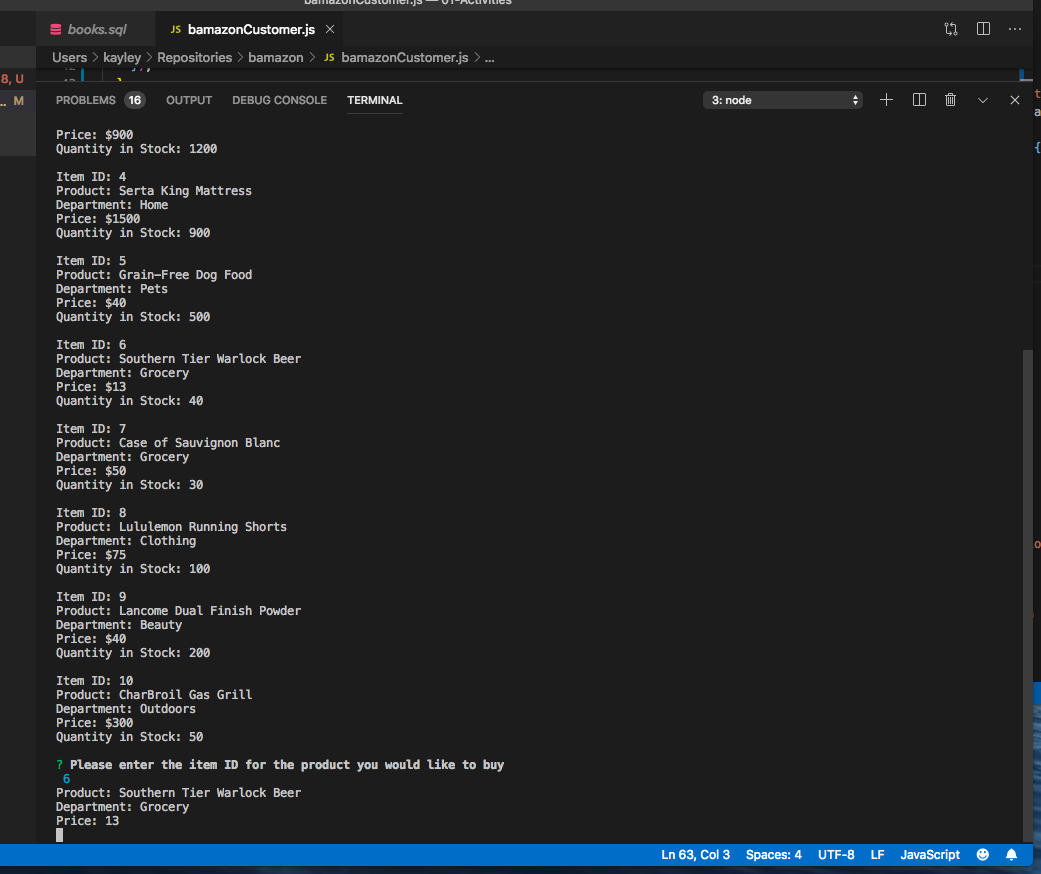 bamazonCustomer.js — 01-Activities
books.sql
JS bamazonCustomer.js
8, U
Users > kayley > Repositories > bamazon > JS bamazonCustomer.js > ...
M
PROBLEMS 16 OUTPUT DEBUG CONSOLE TERMINAL 3: node
Price: $900
Quantity in Stock: 1200
Item ID: 4
Product: Serta King Mattress
Department: Home
Price: $1500
Quantity in Stock: 900
Item ID: 5
Product: Grain-Free Dog Food
Department: Pets
Price: $40
Quantity in Stock: 500
Item ID: 6
Product: Southern Tier Warlock Beer
Department: Grocery
Price: $13
Quantity in Stock: 40
Item ID: 7
Product: Case of Sauvignon Blanc
Department: Grocery
Price: $50
Quantity in Stock: 30
Item ID: 8
Product: Lululemon Running Shorts
Department: Clothing
Price: $75
Quantity in Stock: 100
Item ID: 9
Product: Lancome Dual Finish Powder
Department: Beauty
Price: $40
Quantity in Stock: 200
Item ID: 10
Product: CharBroil Gas Grill
Department: Outdoors
Price: $300
Quantity in Stock: 50
? Please enter the item ID for the product you would like to buy
6
Product: Southern Tier Warlock Beer
Department: Grocery
Price: 13
Ln 63, Col 3 Spaces: 4 UTF-8 LF JavaScript